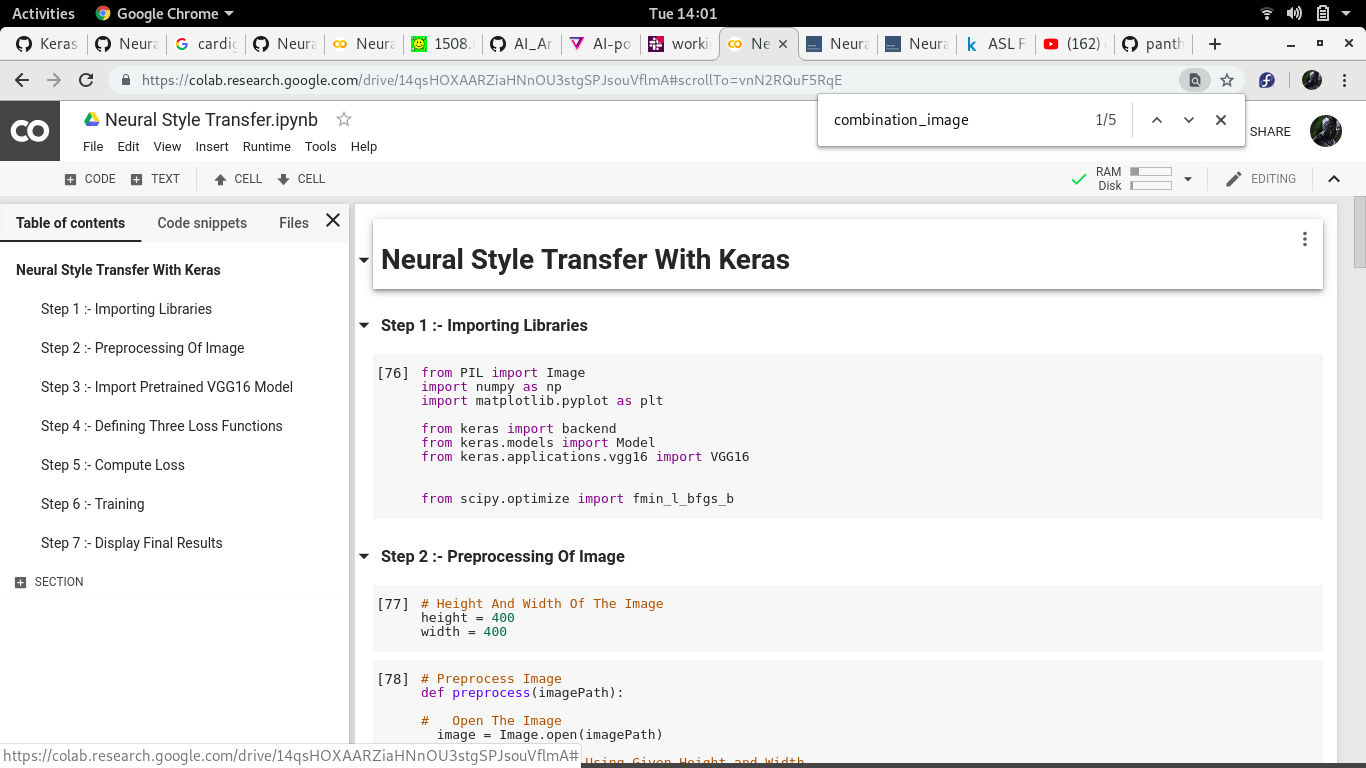 Activities Google Chrome Tue 14:01
Keras Neura cardig Neura Neura 1508. AI_Ar AI-po worki Ne Neura Neura ASL F (162) panth
https://colab.research.google.com/drive/14qsHOXAARZiaHNnOU3stgSPJsouVflmA#scrollTo=vnN2RQuF5RqE
combination_image 1/5
CO Neural Style Transfer.ipynb
SHARE
File Edit View Insert Runtime Tools Help
CODE TEXT CELL CELL
RAM
Disk
EDITING
Table of contents Code snippets Files
Neural Style Transfer With Keras
Step 1 :- Importing Libraries
Step 2 :- Preprocessing Of Image
Step 3 :- Import Pretrained VGG16 Model
Step 4 :- Defining Three Loss Functions
Step 5 :- Compute Loss
Step 6 :- Training
Step 7 :- Display Final Results
SECTION
Neural Style Transfer With Keras
Step 1 :- Importing Libraries
[76] from PIL import Image
import numpy as np
import matplotlib.pyplot as plt
from keras import backend
from keras.models import Model
from keras.applications.vgg16 import VGG16
from scipy.optimize import fmin_l_bfgs_b
Step 2 :- Preprocessing Of Image
[77] # Height And Width Of The Image
height = 400
width = 400
[78] # Preprocess Image
def preprocess(imagePath):
# Open The Image
image = Image.open(imagePath)
Using Given Height and Width
https://colab.research.google.com/drive/14qsHOXAARZiaHNnOU3stgSPJsouVflmA#